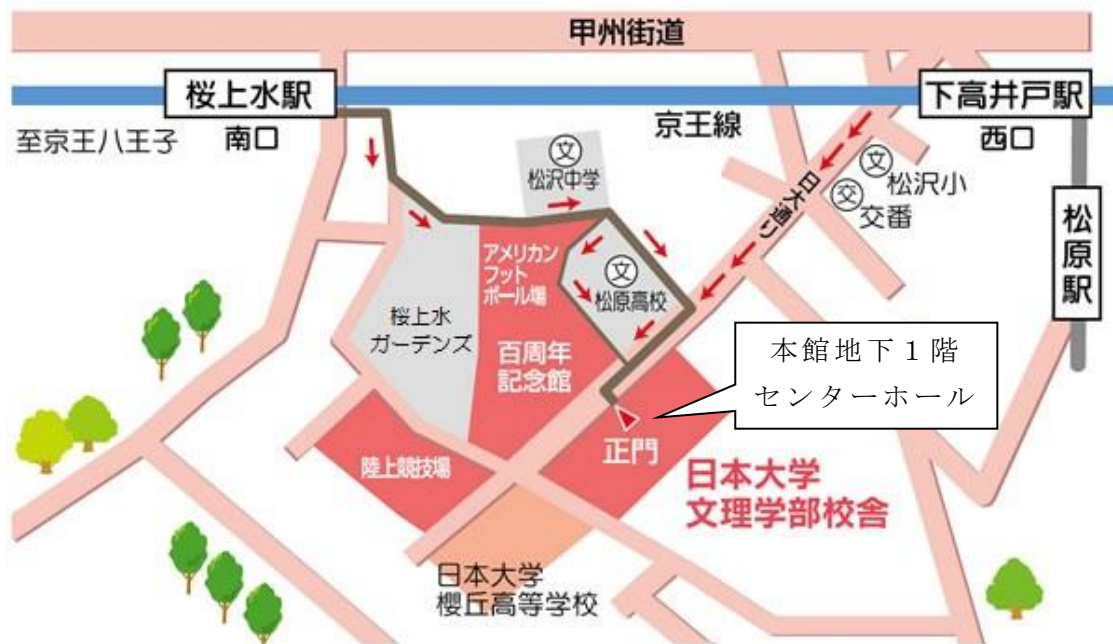 甲州街道
桜上水駅
南口
至京王八王子
京王線
下高井戸駅
西口
文
松沢中学
日大通り
文
松沢小
交
交番
松原駅
アメリカン
フット
ボール場
文
松原高校
桜上水
ガーデンズ
百周年
記念館
本館地下1階
センターホール
正門
陸上競技場
日本大学
文理学部校舎
日本大学
櫻丘高等学校